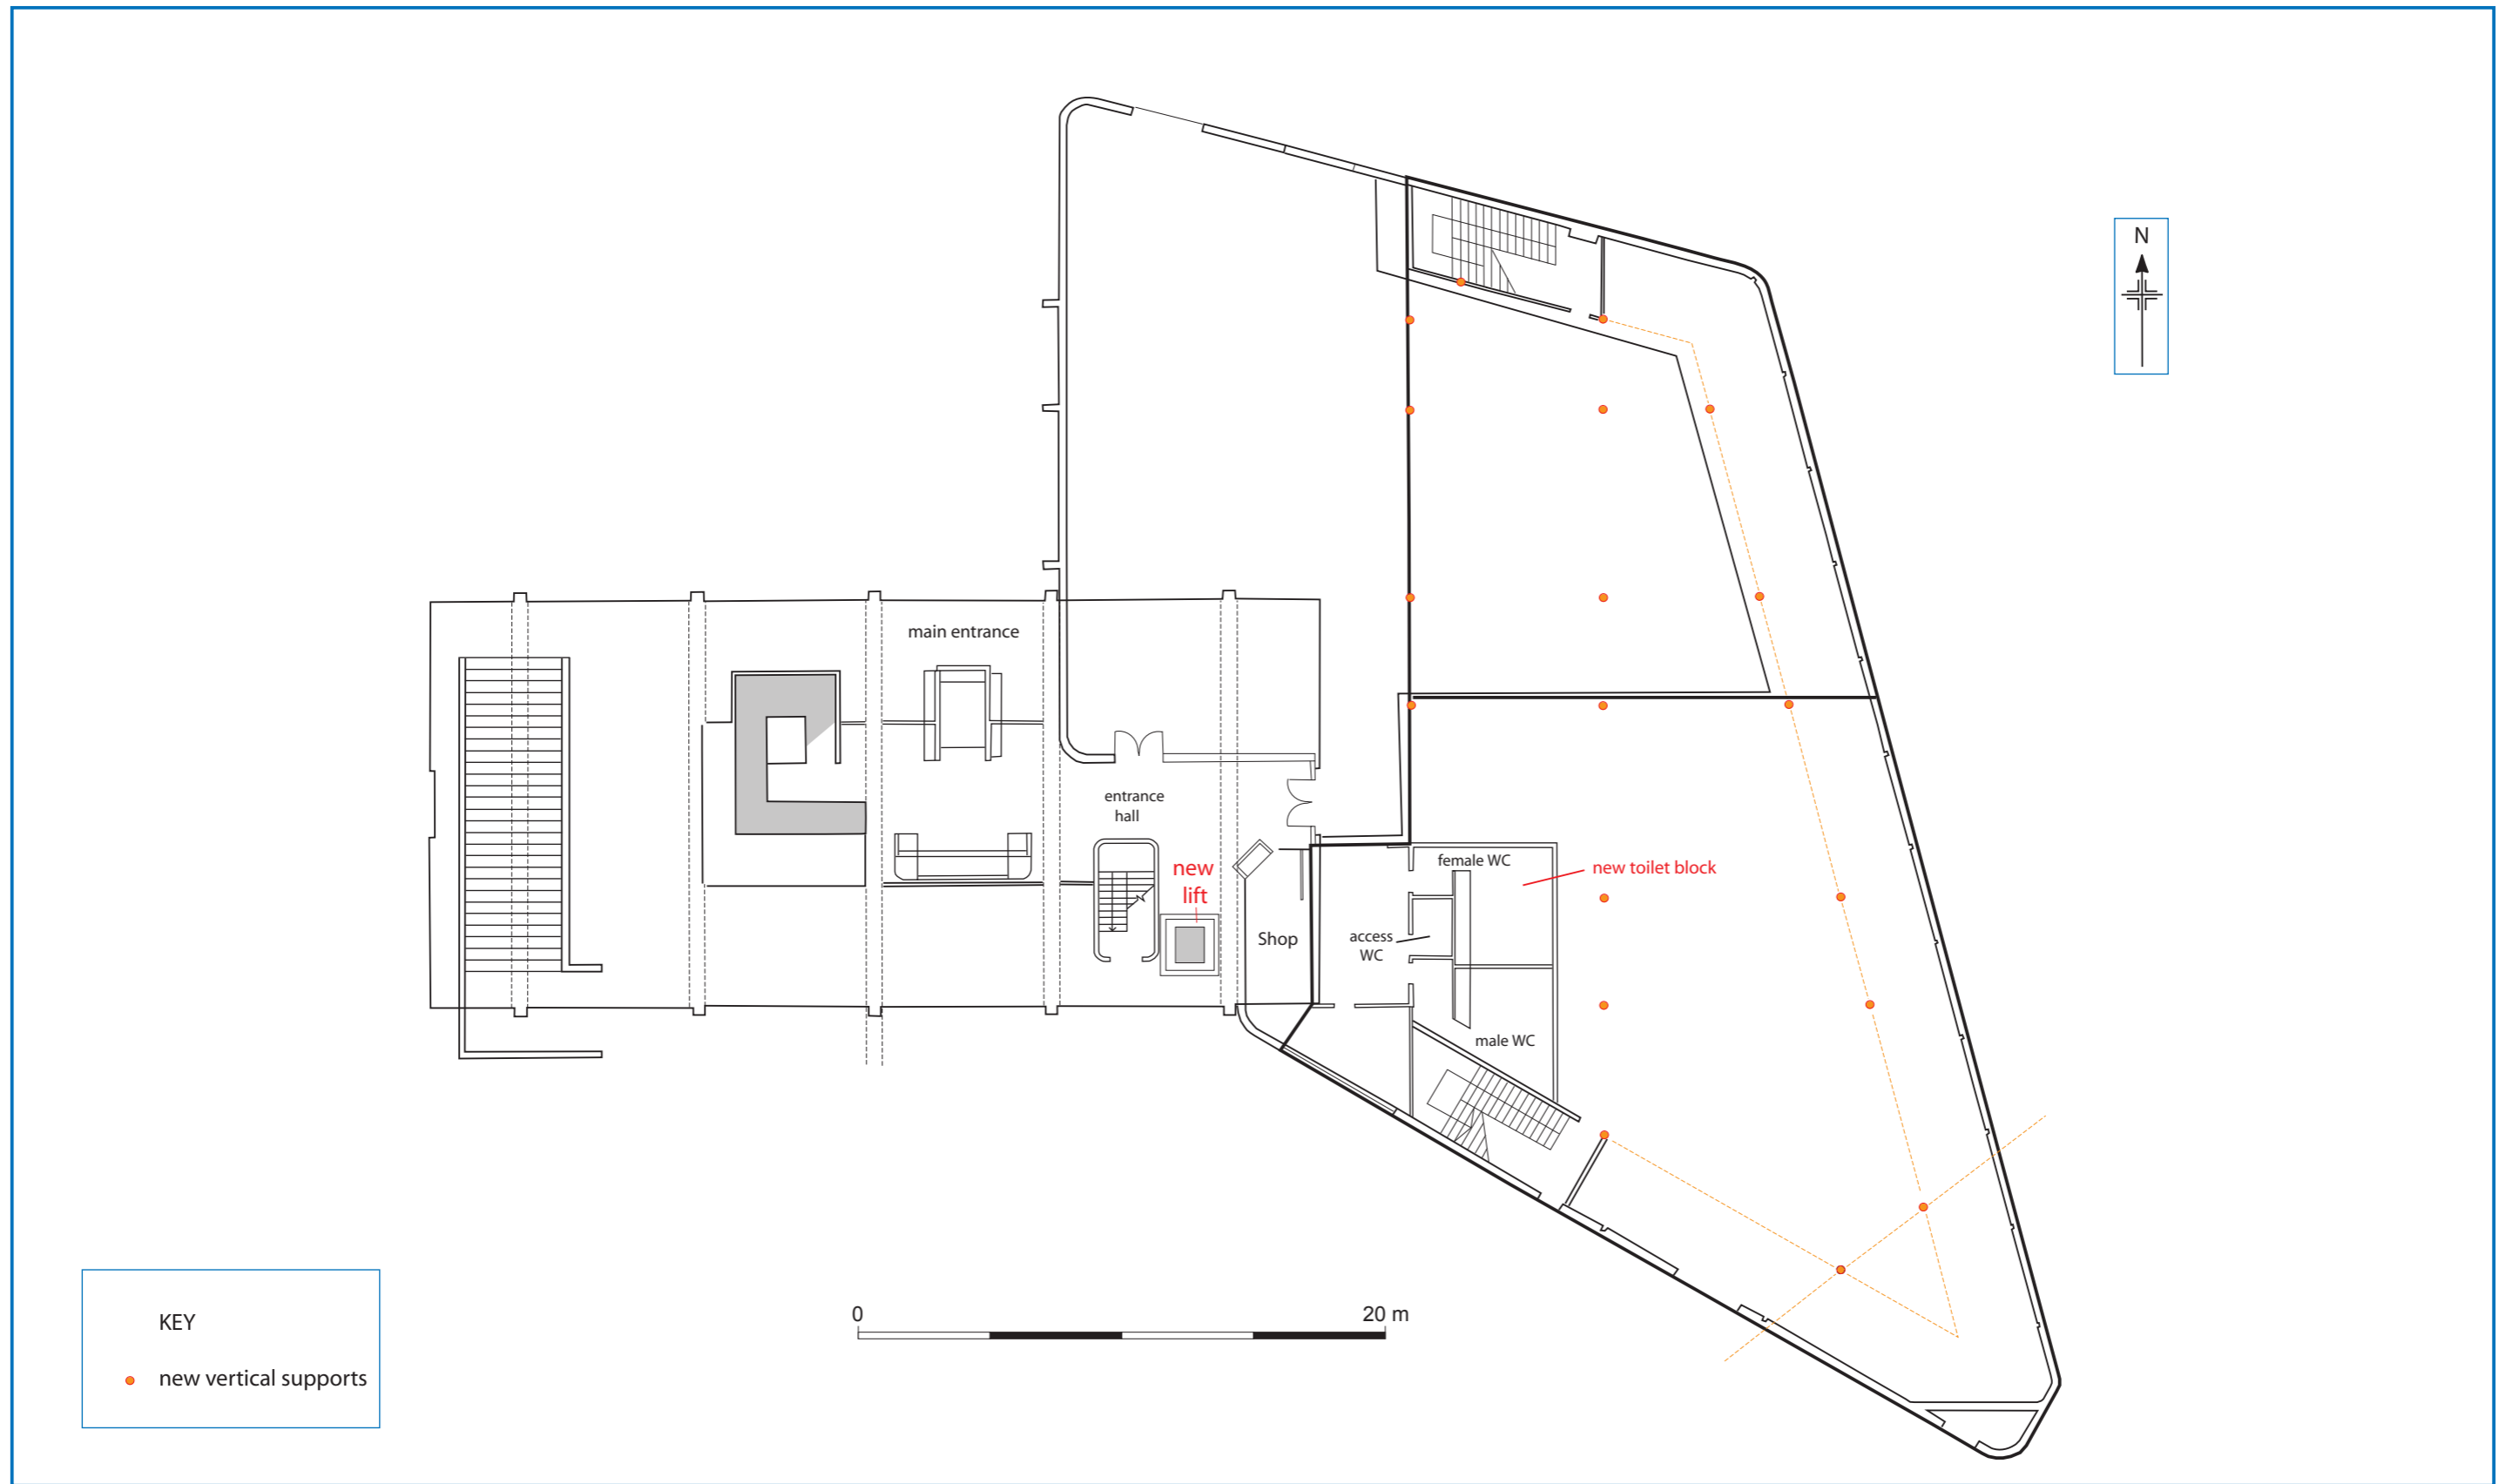 N
main entrance
entrance
hall
new
lift
Shop
female WC
new toilet block
access
WC
male WC
0
20 m
KEY
new vertical supports